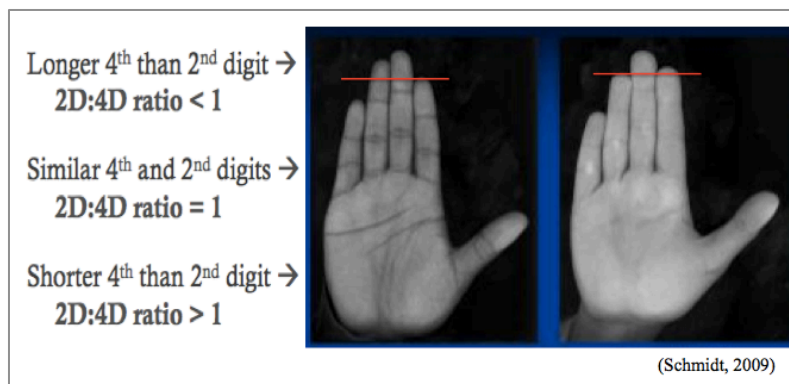 Longer 4th than 2nd digit →
2D:4D ratio < 1
Similar 4th and 2nd digits →
2D:4D ratio = 1
Shorter 4th than 2nd digit →
2D:4D ratio > 1
(Schmidt, 2009)